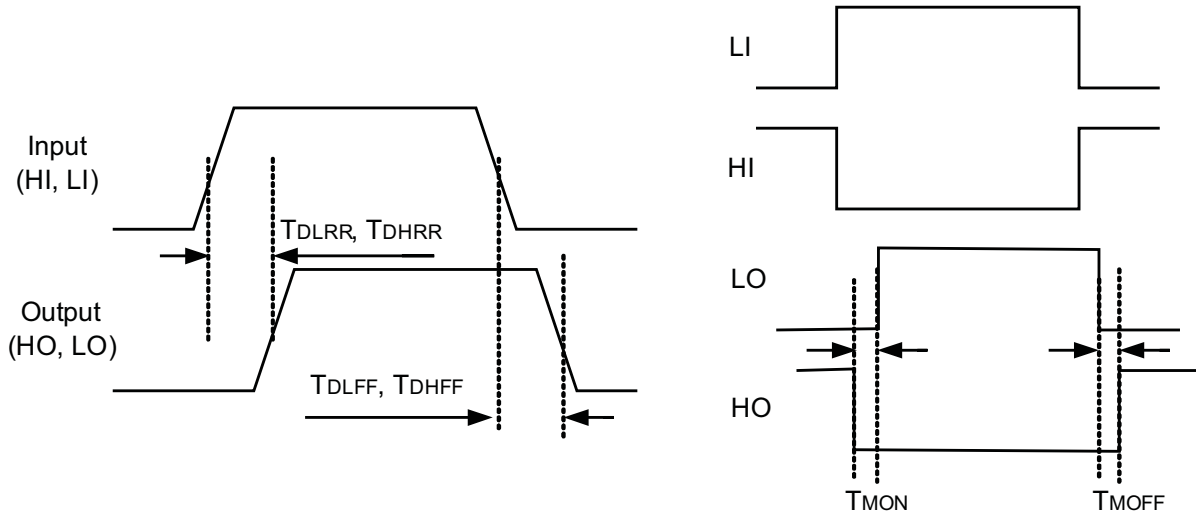 Input
(HI, LI)
TDLRR, TDHRR
Output
(HO, LO)
TDLFF, TDHFF
LI
HI
LO
HO
TMON
TMOFF